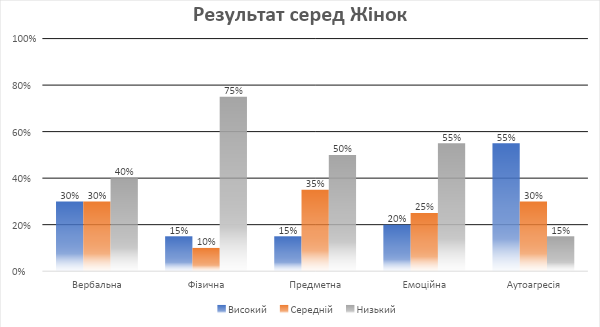 Результат серед Жінок
100%
80%
60%
40%
20%
0%
30% 30% 40%
15% 10% 75%
15% 35% 50%
20% 25% 55%
55% 30% 15%
Вербальна Фізична Предметна Емоційна Аутоагресія
Високий Середній Низький